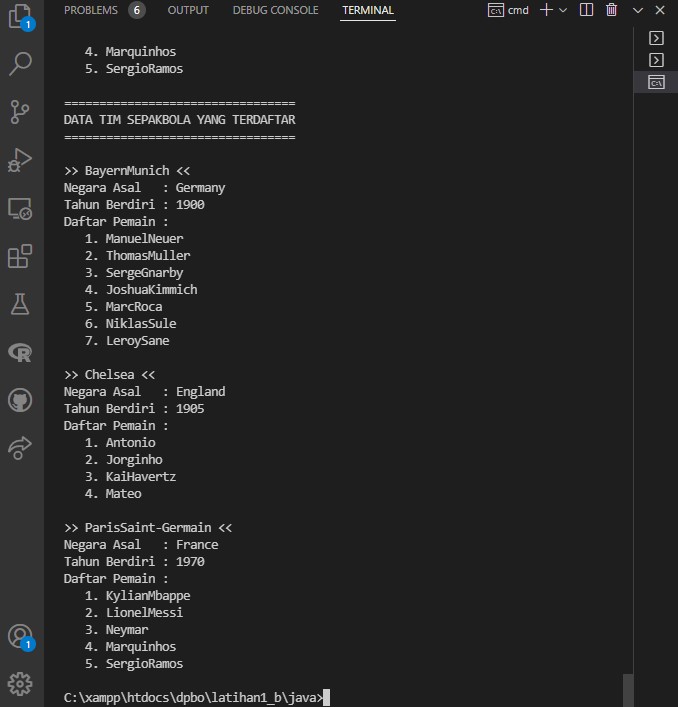 PROBLEMS 6 OUTPUT DEBUG CONSOLE TERMINAL cmd
1
4. Marquinhos
5. SergioRamos
=================================
DATA TIM SEPAKBOLA YANG TERDAFTAR
=================================
>> BayernMunich <<
Negara Asal   : Germany
Tahun Berdiri : 1900
Daftar Pemain :
1. ManuelNeuer
2. ThomasMuller
3. SergeGnarby
4. JoshuaKimmich
5. MarcRoca
6. NiklasSule
7. LeroySane
>> Chelsea <<
Negara Asal   : England
Tahun Berdiri : 1905
Daftar Pemain :
1. Antonio
2. Jorginho
3. KaiHavertz
4. Mateo
>> ParisSaint-Germain <<
Negara Asal   : France
Tahun Berdiri : 1970
Daftar Pemain :
1. KylianMbappe
2. LionelMessi
3. Neymar
4. Marquinhos
5. SergioRamos
1
C:\xampp\htdocs\dpbo\latihan1_b\java>